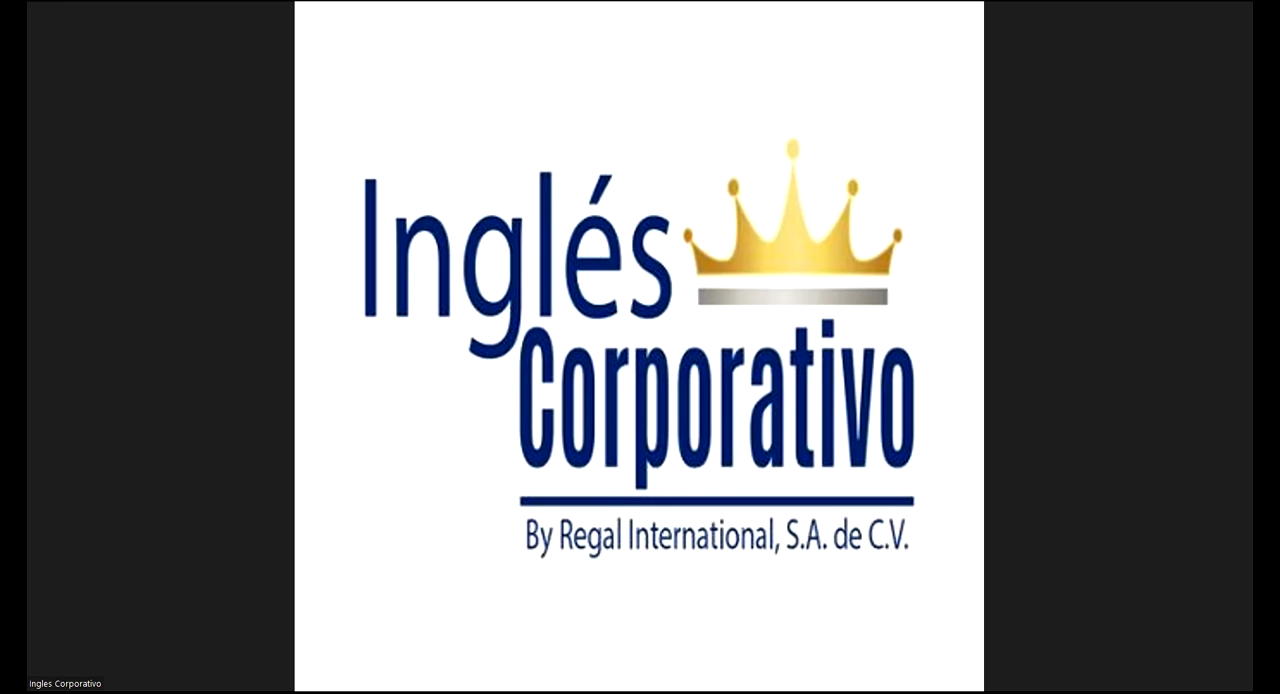 Inglés
Corporativo
By Regal International, S.A. de C.V.
Ingles Corporativo